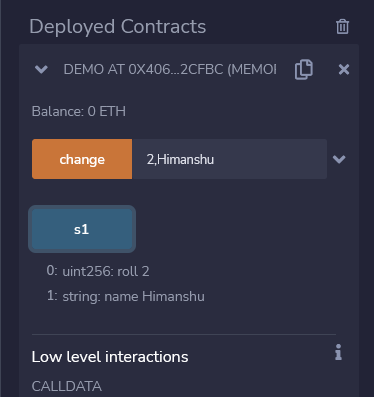 Deployed Contracts
DEMO AT 0X406...2CFBC (MEMOI
Balance: 0 ETH
change 2,Himanshu
s1
0: uint256: roll 2
1: string: name Himanshu
Low level interactions
CALLDATA